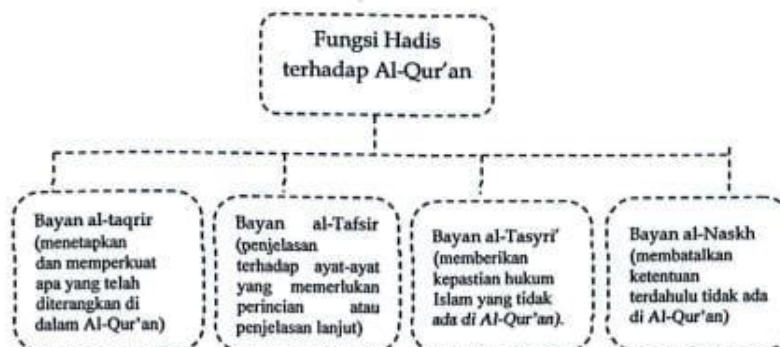 Fungsi Hadis
terhadap Al-Qur'an
Bayan al-taqrir
(menetapkan
dan memperkuat
apa yang telah
diterangkan di
dalam Al-Qur'an)
Bayan al-Tafsir
(penjelasan
terhadap ayat-ayat
yang memerlukan
perincian atau
penjelasan lanjut)
Bayan al-Tasyri'
(memberikan
kepastian hukum
Islam yang tidak
ada di Al-Qur'an).
Bayan al-Naskh
(membatalkan
ketentuan
terdahulu tidak ada
di Al-Qur'an)